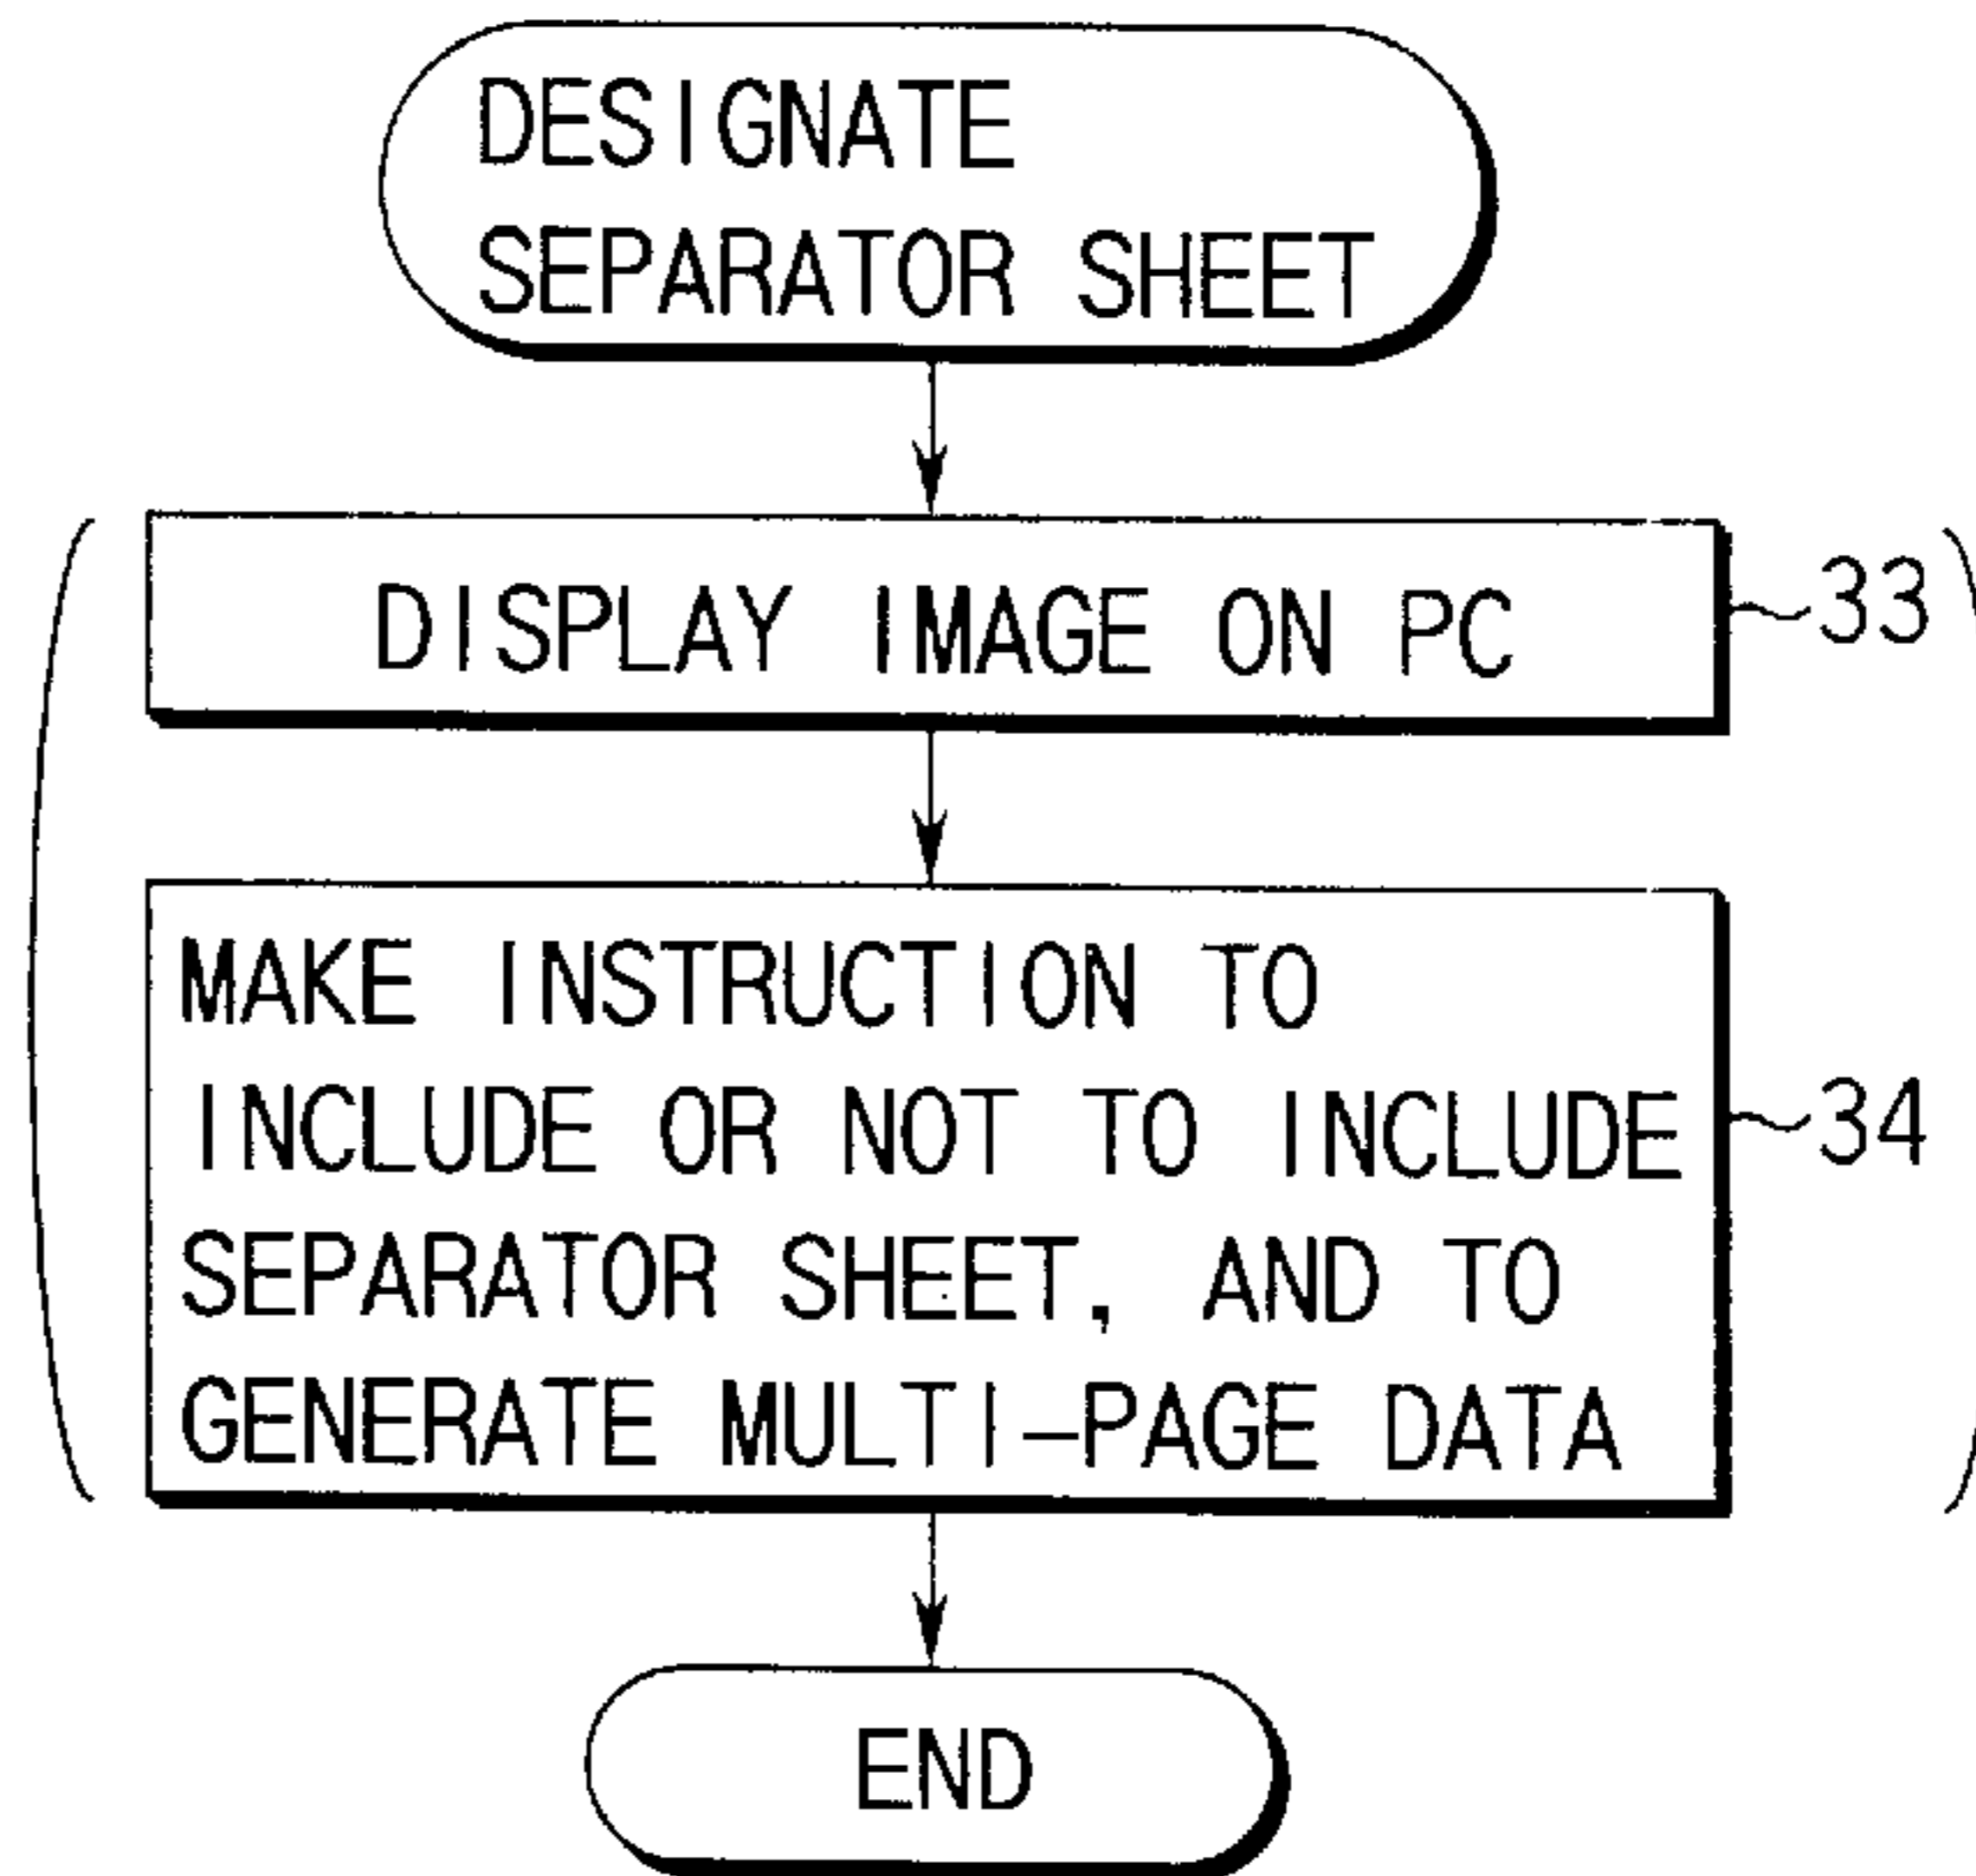 DESIGNATE
SEPARATOR SHEET
DISPLAY IMAGE ON PC
33
MAKE INSTRUCTION TO
INCLUDE OR NOT TO INCLUDE
SEPARATOR SHEET, AND TO
GENERATE MULTI-PAGE DATA
34
END